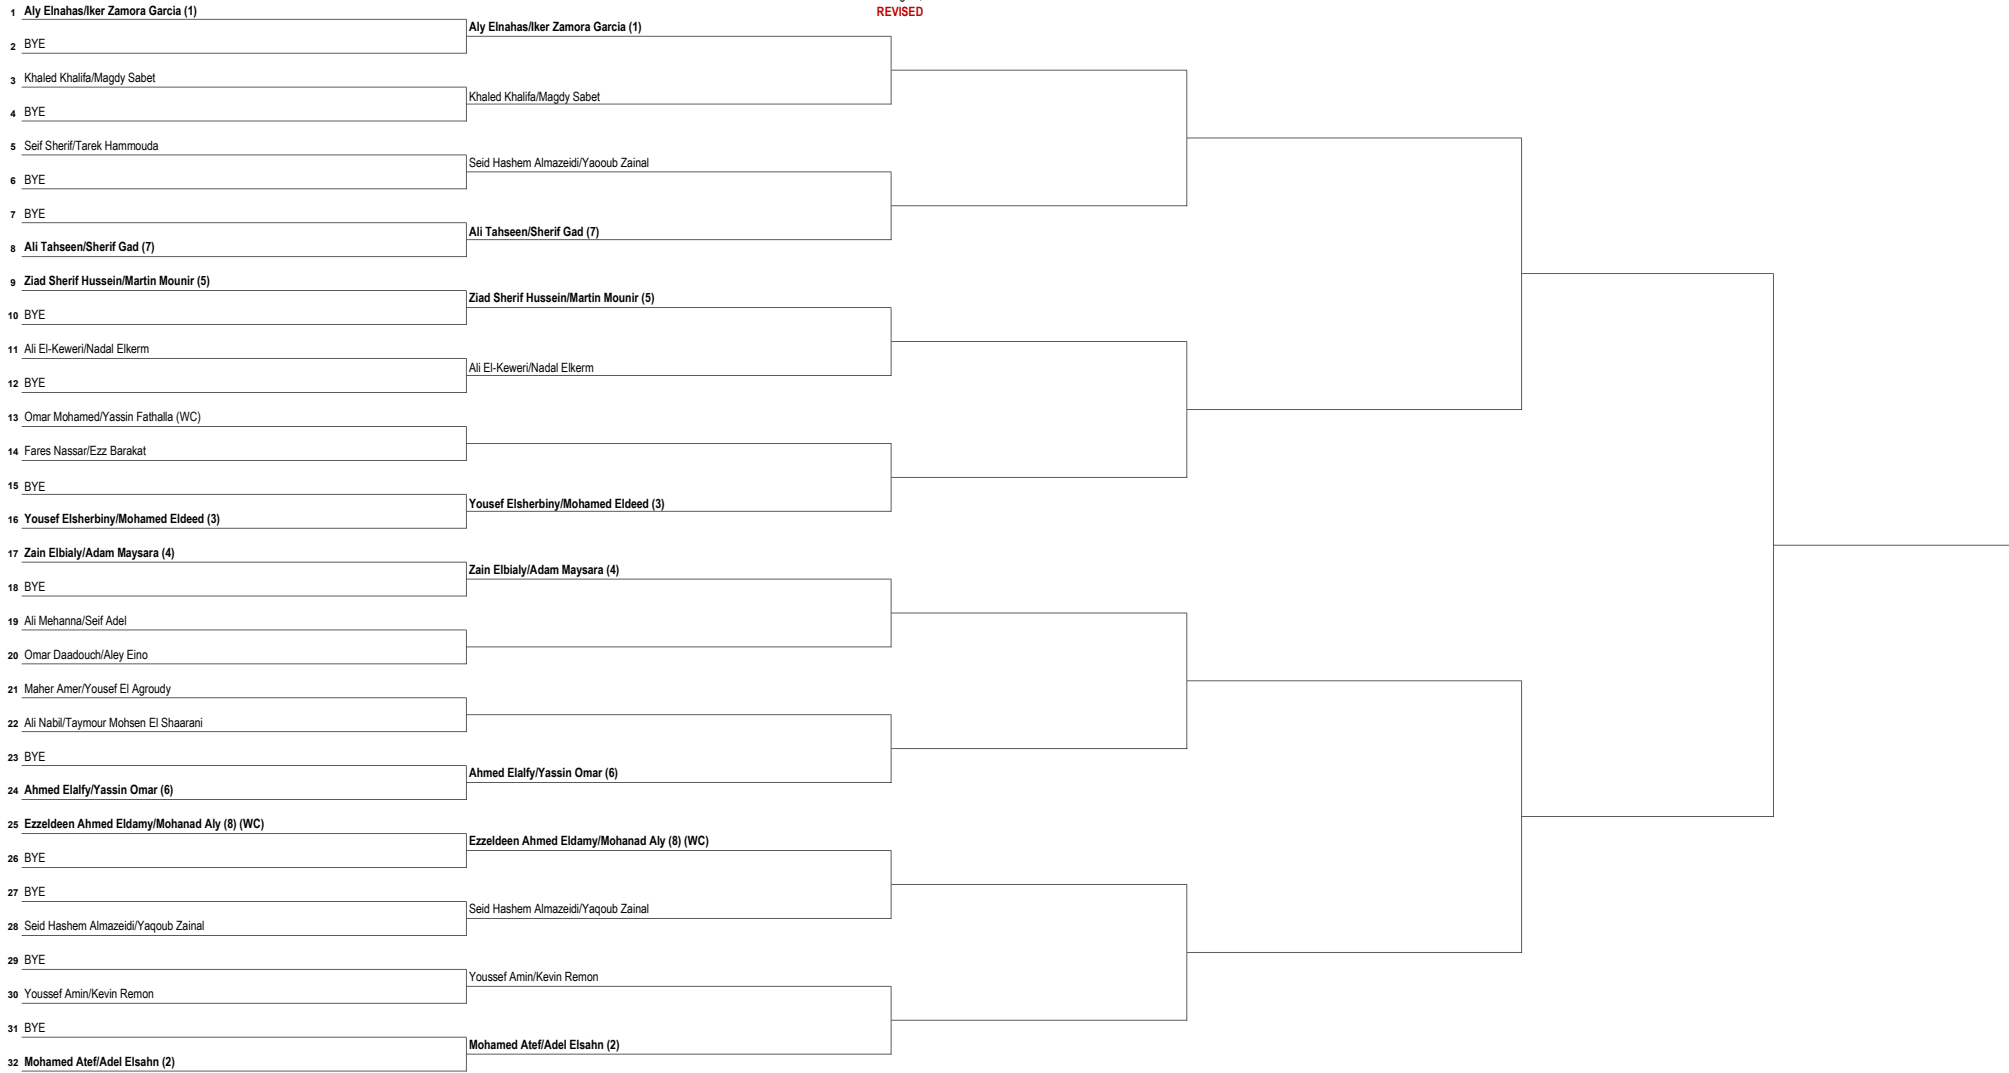 REVISED
1 Aly Elnahas/Iker Zamora Garcia (1)
Aly Elnahas/Iker Zamora Garcia (1)
2 BYE
3 Khaled Khalifa/Magdy Sabet
Khaled Khalifa/Magdy Sabet
4 BYE
5 Seif Sherif/Tarek Hammouda
Seid Hashem Almazeidi/Yaooub Zainal
6 BYE
7 BYE
Ali Tahseen/Sherif Gad (7)
8 Ali Tahseen/Sherif Gad (7)
9 Ziad Sherif Hussein/Martin Mounir (5)
Ziad Sherif Hussein/Martin Mounir (5)
10 BYE
11 Ali El-Keweri/Nadal Elkerm
Ali El-Keweri/Nadal Elkerm
12 BYE
13 Omar Mohamed/Yassin Fathalla (WC)
14 Fares Nassar/Ezz Barakat
15 BYE
Yousef Elsherbiny/Mohamed Eldeed (3)
16 Yousef Elsherbiny/Mohamed Eldeed (3)
17 Zain Elbialy/Adam Maysara (4)
Zain Elbialy/Adam Maysara (4)
18 BYE
19 Ali Mehanna/Seif Adel
20 Omar Daadouch/Aley Eino
21 Maher Amer/Yousef El Agroudy
22 Ali Nabil/Taymour Mohsen El Shaarani
23 BYE
Ahmed Elalfy/Yassin Omar (6)
24 Ahmed Elalfy/Yassin Omar (6)
25 Ezzeldeen Ahmed Eldamy/Mohanad Aly (8) (WC)
Ezzeldeen Ahmed Eldamy/Mohanad Aly (8) (WC)
26 BYE
27 BYE
Seid Hashem Almazeidi/Yaqoub Zainal
28 Seid Hashem Almazeidi/Yaqoub Zainal
29 BYE
Youssef Amin/Kevin Remon
30 Youssef Amin/Kevin Remon
31 BYE
Mohamed Atef/Adel Elsahn (2)
32 Mohamed Atef/Adel Elsahn (2)